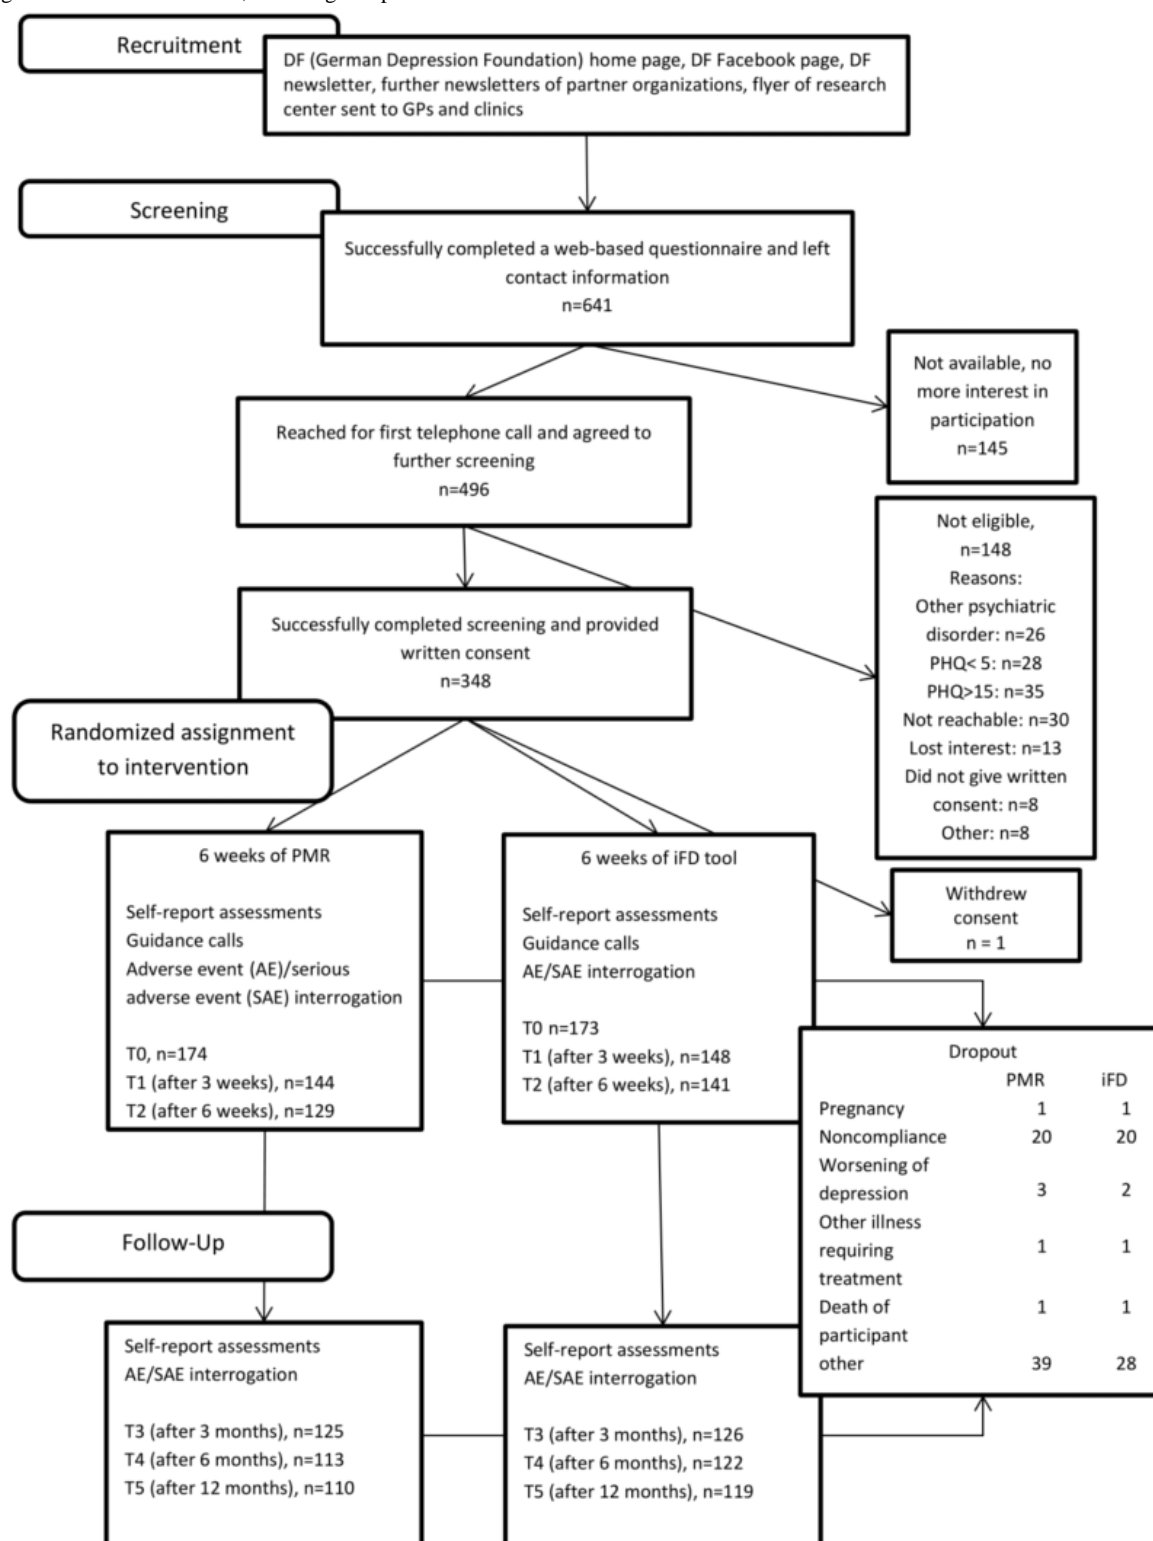 Recruitment
DF (German Depression Foundation) home page, DF Facebook page, DF
newsletter, further newsletters of partner organizations, flyer of research
center sent to GPs and clinics
Screening
Successfully completed a web-based questionnaire and left
contact information
n=641
Not available, no
more interest in
participation
n=145
Reached for first telephone call and agreed to
further screening
n=496
Not eligible,
n=148
Reasons:
Other psychiatric
disorder: n=26
PHQ< 5: n=28
PHQ>15: n=35
Not reachable: n=30
Lost interest: n=13
Did not give written
consent: n=8
Other: n=8
Successfully completed screening and provided
written consent
n=348
Randomized assignment
to intervention
6 weeks of PMR
Self-report assessments
Guidance calls
Adverse event (AE)/serious
adverse event (SAE) interrogation
T0, n=174
T1 (after 3 weeks), n=144
T2 (after 6 weeks), n=129
6 weeks of iFD tool
Self-report assessments
Guidance calls
AE/SAE interrogation
T0 n=173
T1 (after 3 weeks), n=148
T2 (after 6 weeks), n=141
Withdrew
consent
n = 1
Dropout
PMR iFD
Pregnancy 1 1
Noncompliance 20 20
Worsening of
depression 3 2
Other illness
requiring 1 1
treatment
Death of 1 1
participant
other 39 28
Follow-Up
Self-report assessments
AE/SAE interrogation
T3 (after 3 months), n=125
T4 (after 6 months), n=113
T5 (after 12 months), n=110
Self-report assessments
AE/SAE interrogation
T3 (after 3 months), n=126
T4 (after 6 months), n=122
T5 (after 12 months), n=119